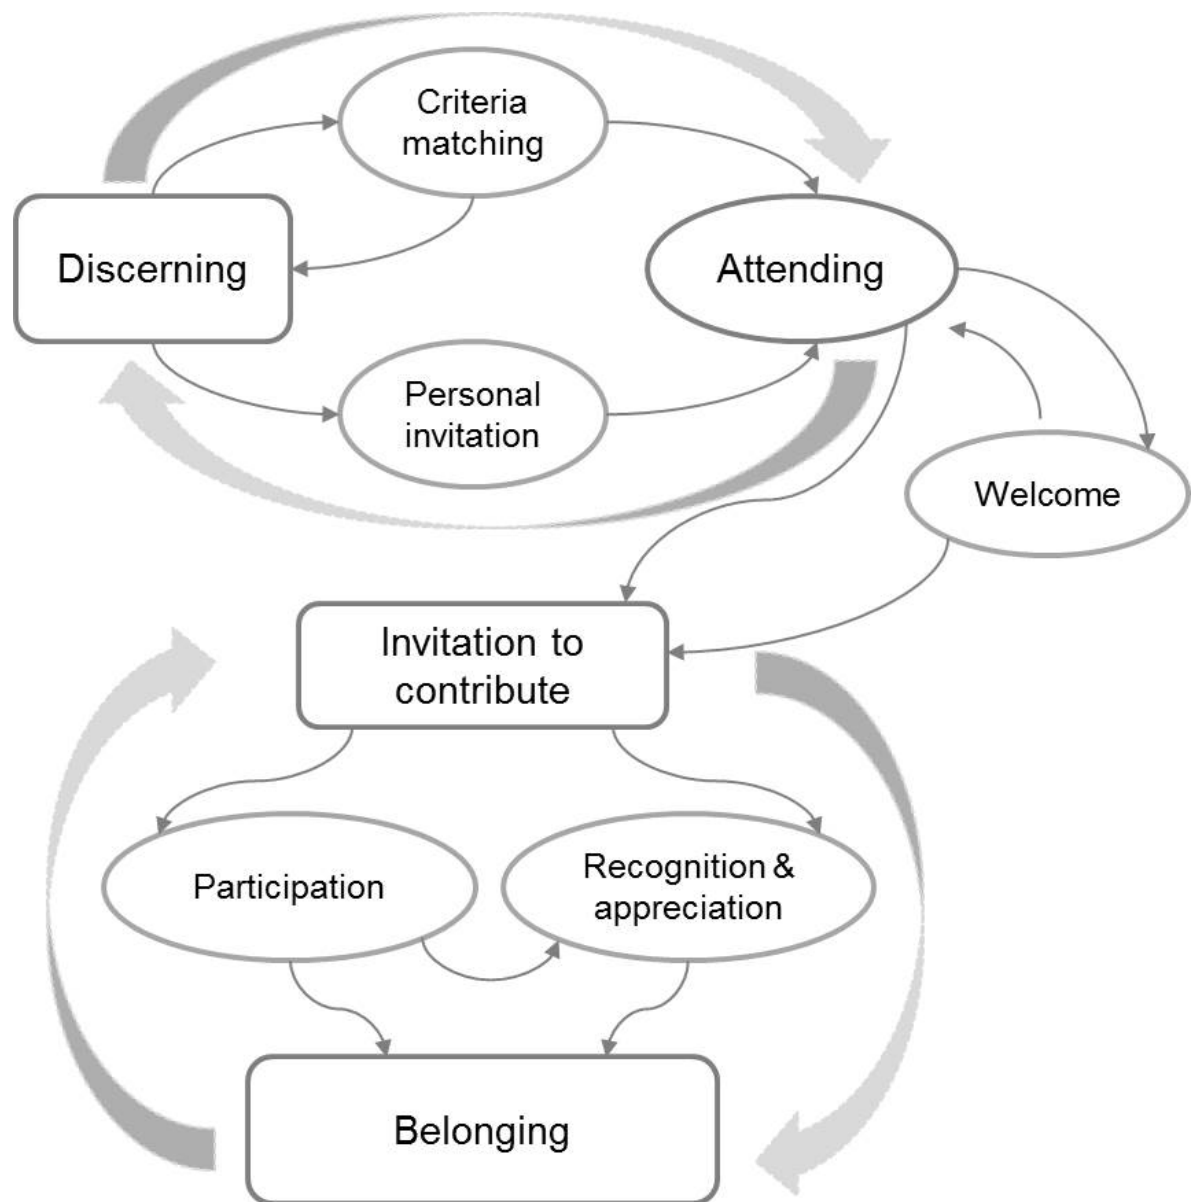 Criteria
matching
Discerning
Attending
Personal
invitation
Welcome
Invitation to
contribute
Participation
Recognition &
appreciation
Belonging